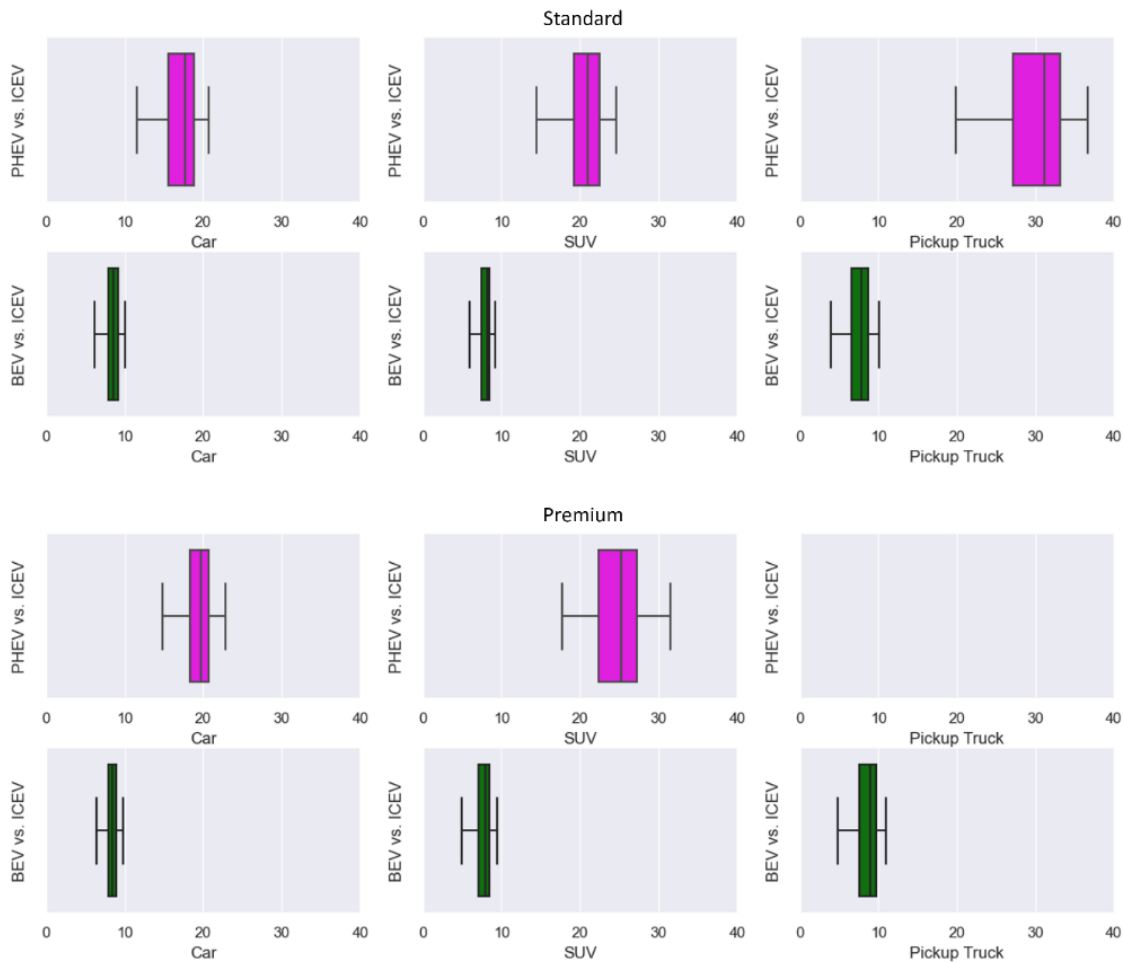 Standard
PHEV vs. ICEV PHEV vs. ICEV PHEV vs. ICEV
0 10 20 30 40 0 10 20 30 40 0 10 20 30 40
Car SUV Pickup Truck
BEV vs. ICEV BEV vs. ICEV BEV vs. ICEV
0 10 20 30 40 0 10 20 30 40 0 10 20 30 40
Car SUV Pickup Truck
Premium
PHEV vs. ICEV PHEV vs. ICEV PHEV vs. ICEV
0 10 20 30 40 0 10 20 30 40 0 10 20 30 40
Car SUV Pickup Truck
BEV vs. ICEV BEV vs. ICEV BEV vs. ICEV
0 10 20 30 40 0 10 20 30 40 0 10 20 30 40
Car SUV Pickup Truck